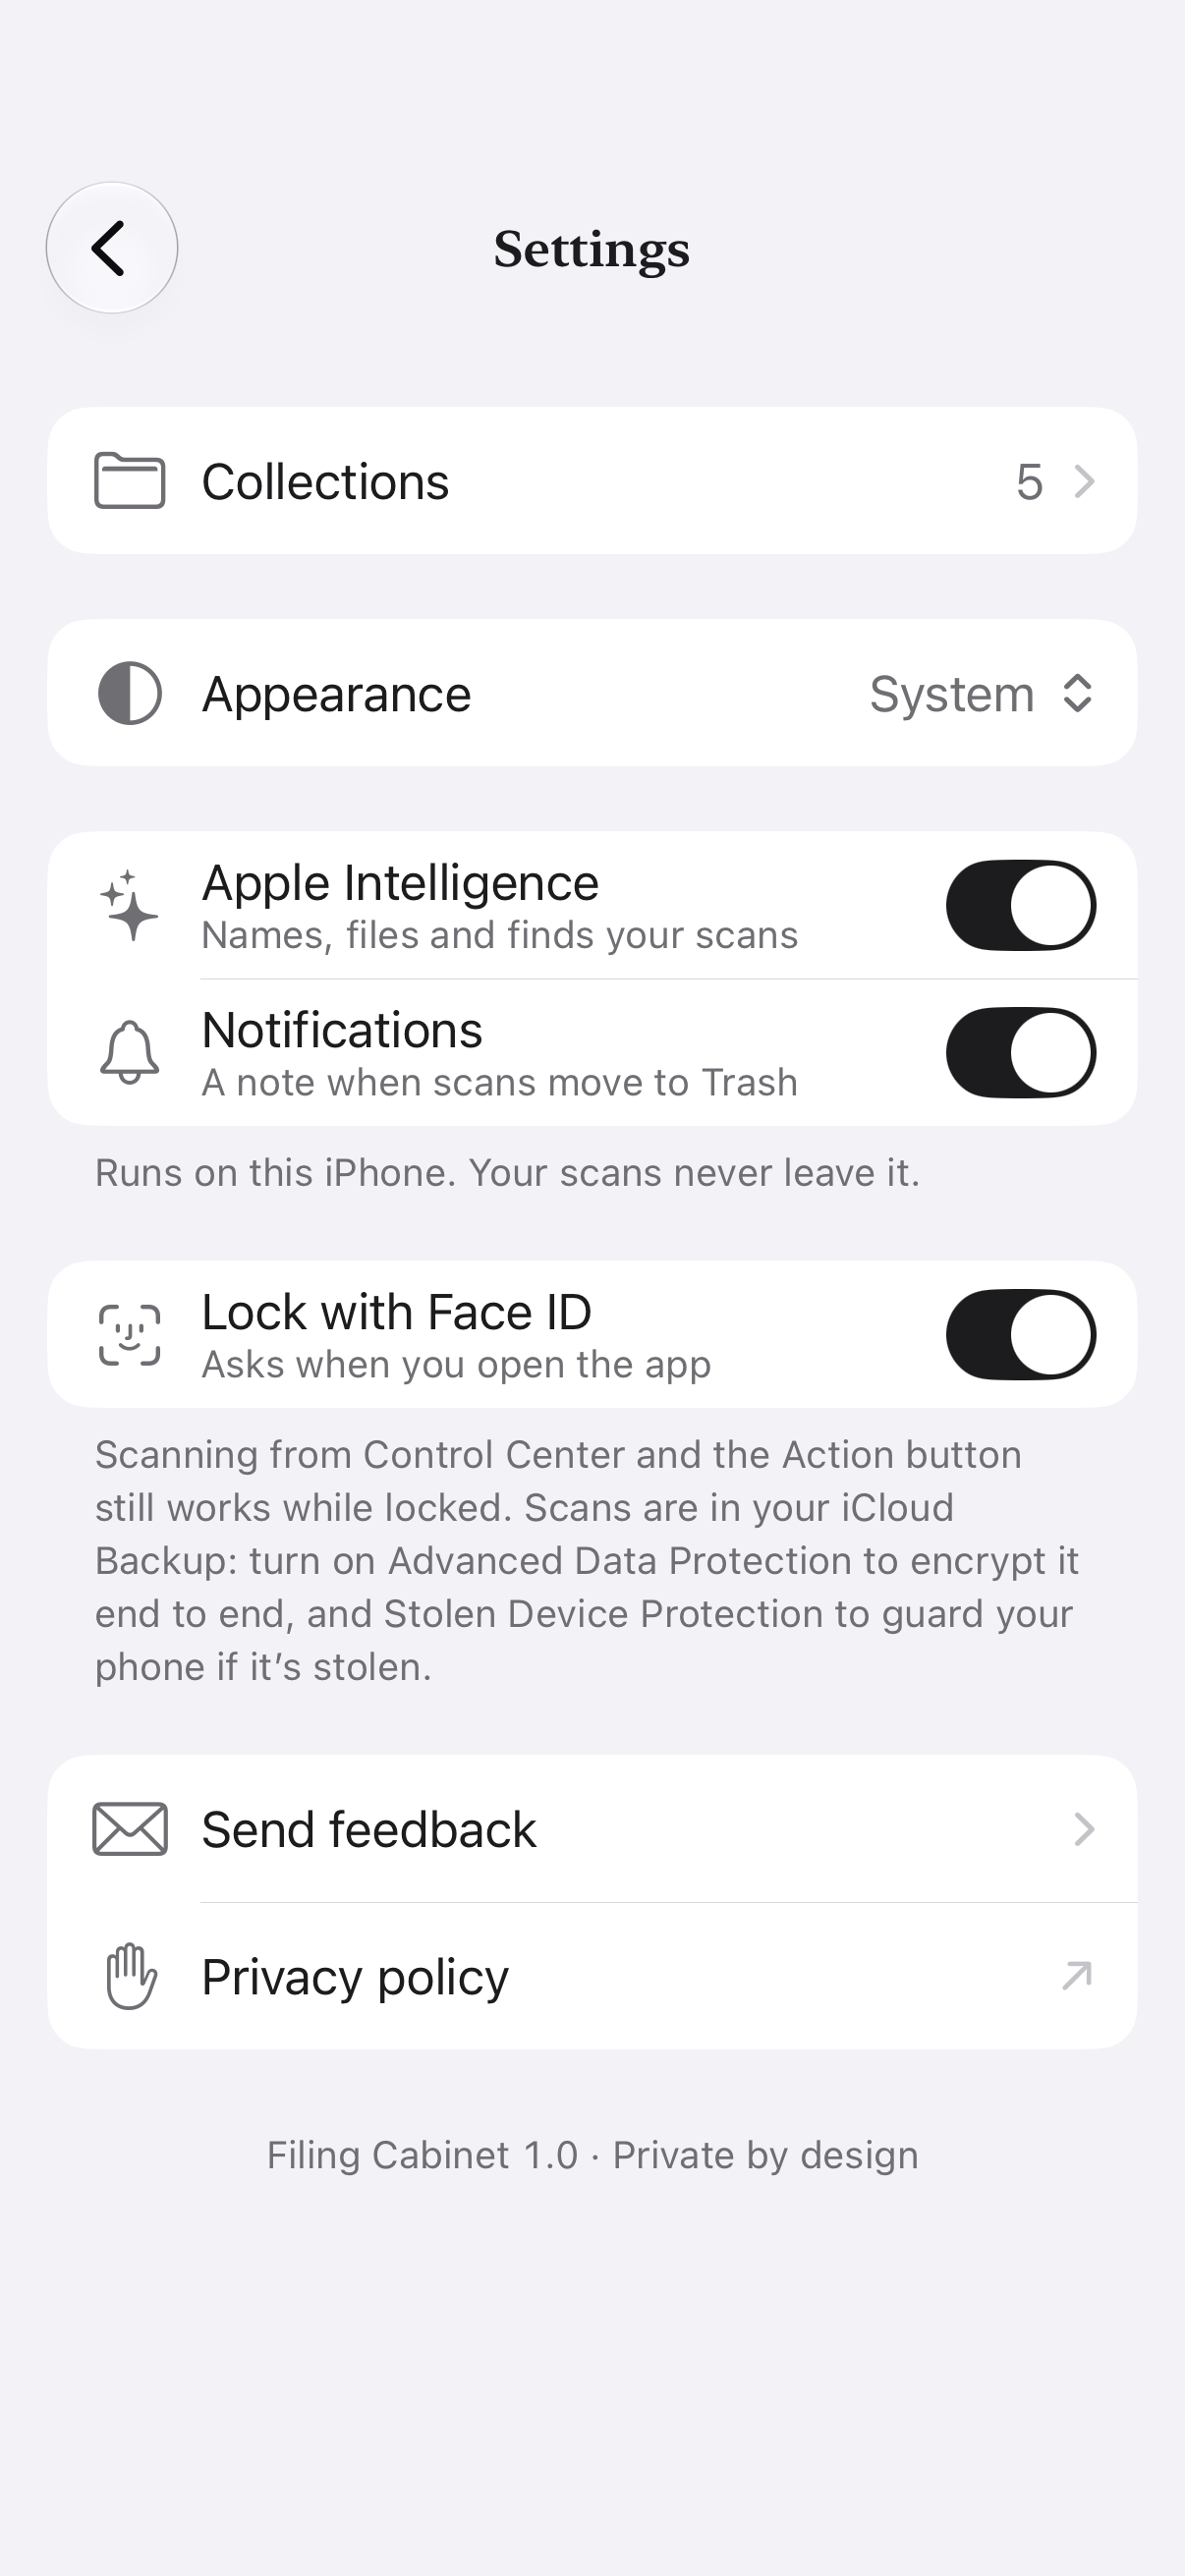 Settings
Collections
5
Appearance
System
Apple Intelligence
Names, files and finds your scans
Notifications
A note when scans move to Trash
Runs on this iPhone. Your scans never leave it.
Lock with Face ID
Asks when you open the app
Scanning from Control Center and the Action button
still works while locked. Scans are in your iCloud
Backup: turn on Advanced Data Protection to encrypt it
end to end, and Stolen Device Protection to guard your
phone if it’s stolen.
Send feedback
Privacy policy
Filing Cabinet 1.0 · Private by design